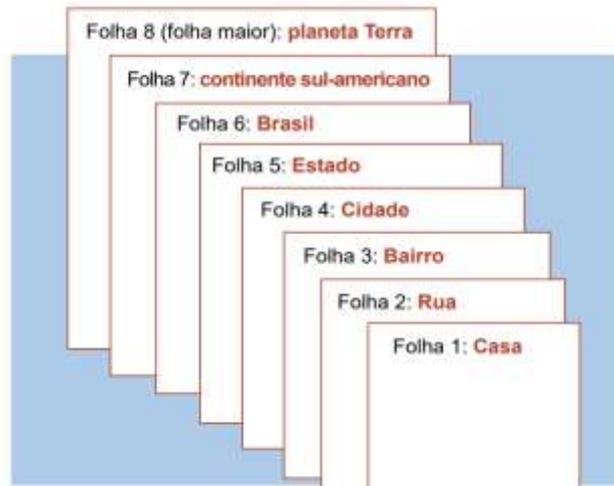 Folha 8 (folha maior): planeta Terra
Folha 7: continente sul-americano
Folha 6: Brasil
Folha 5: Estado
Folha 4: Cidade
Folha 3: Bairro
Folha 2: Rua
Folha 1: Casa